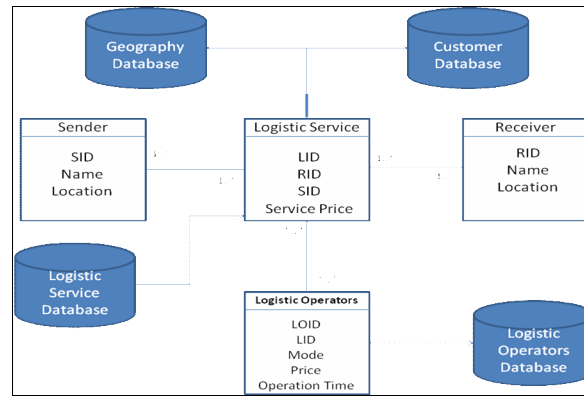 Geography
Database
Customer
Database
Sender
SID
Name
Location
Logistic Service
LID
RID
SID
Service Price
Receiver
RID
Name
Location
Logistic
Service
Database
Logistic Operators
LOID
LID
Mode
Price
Operation Time
Logistic
Operators
Database